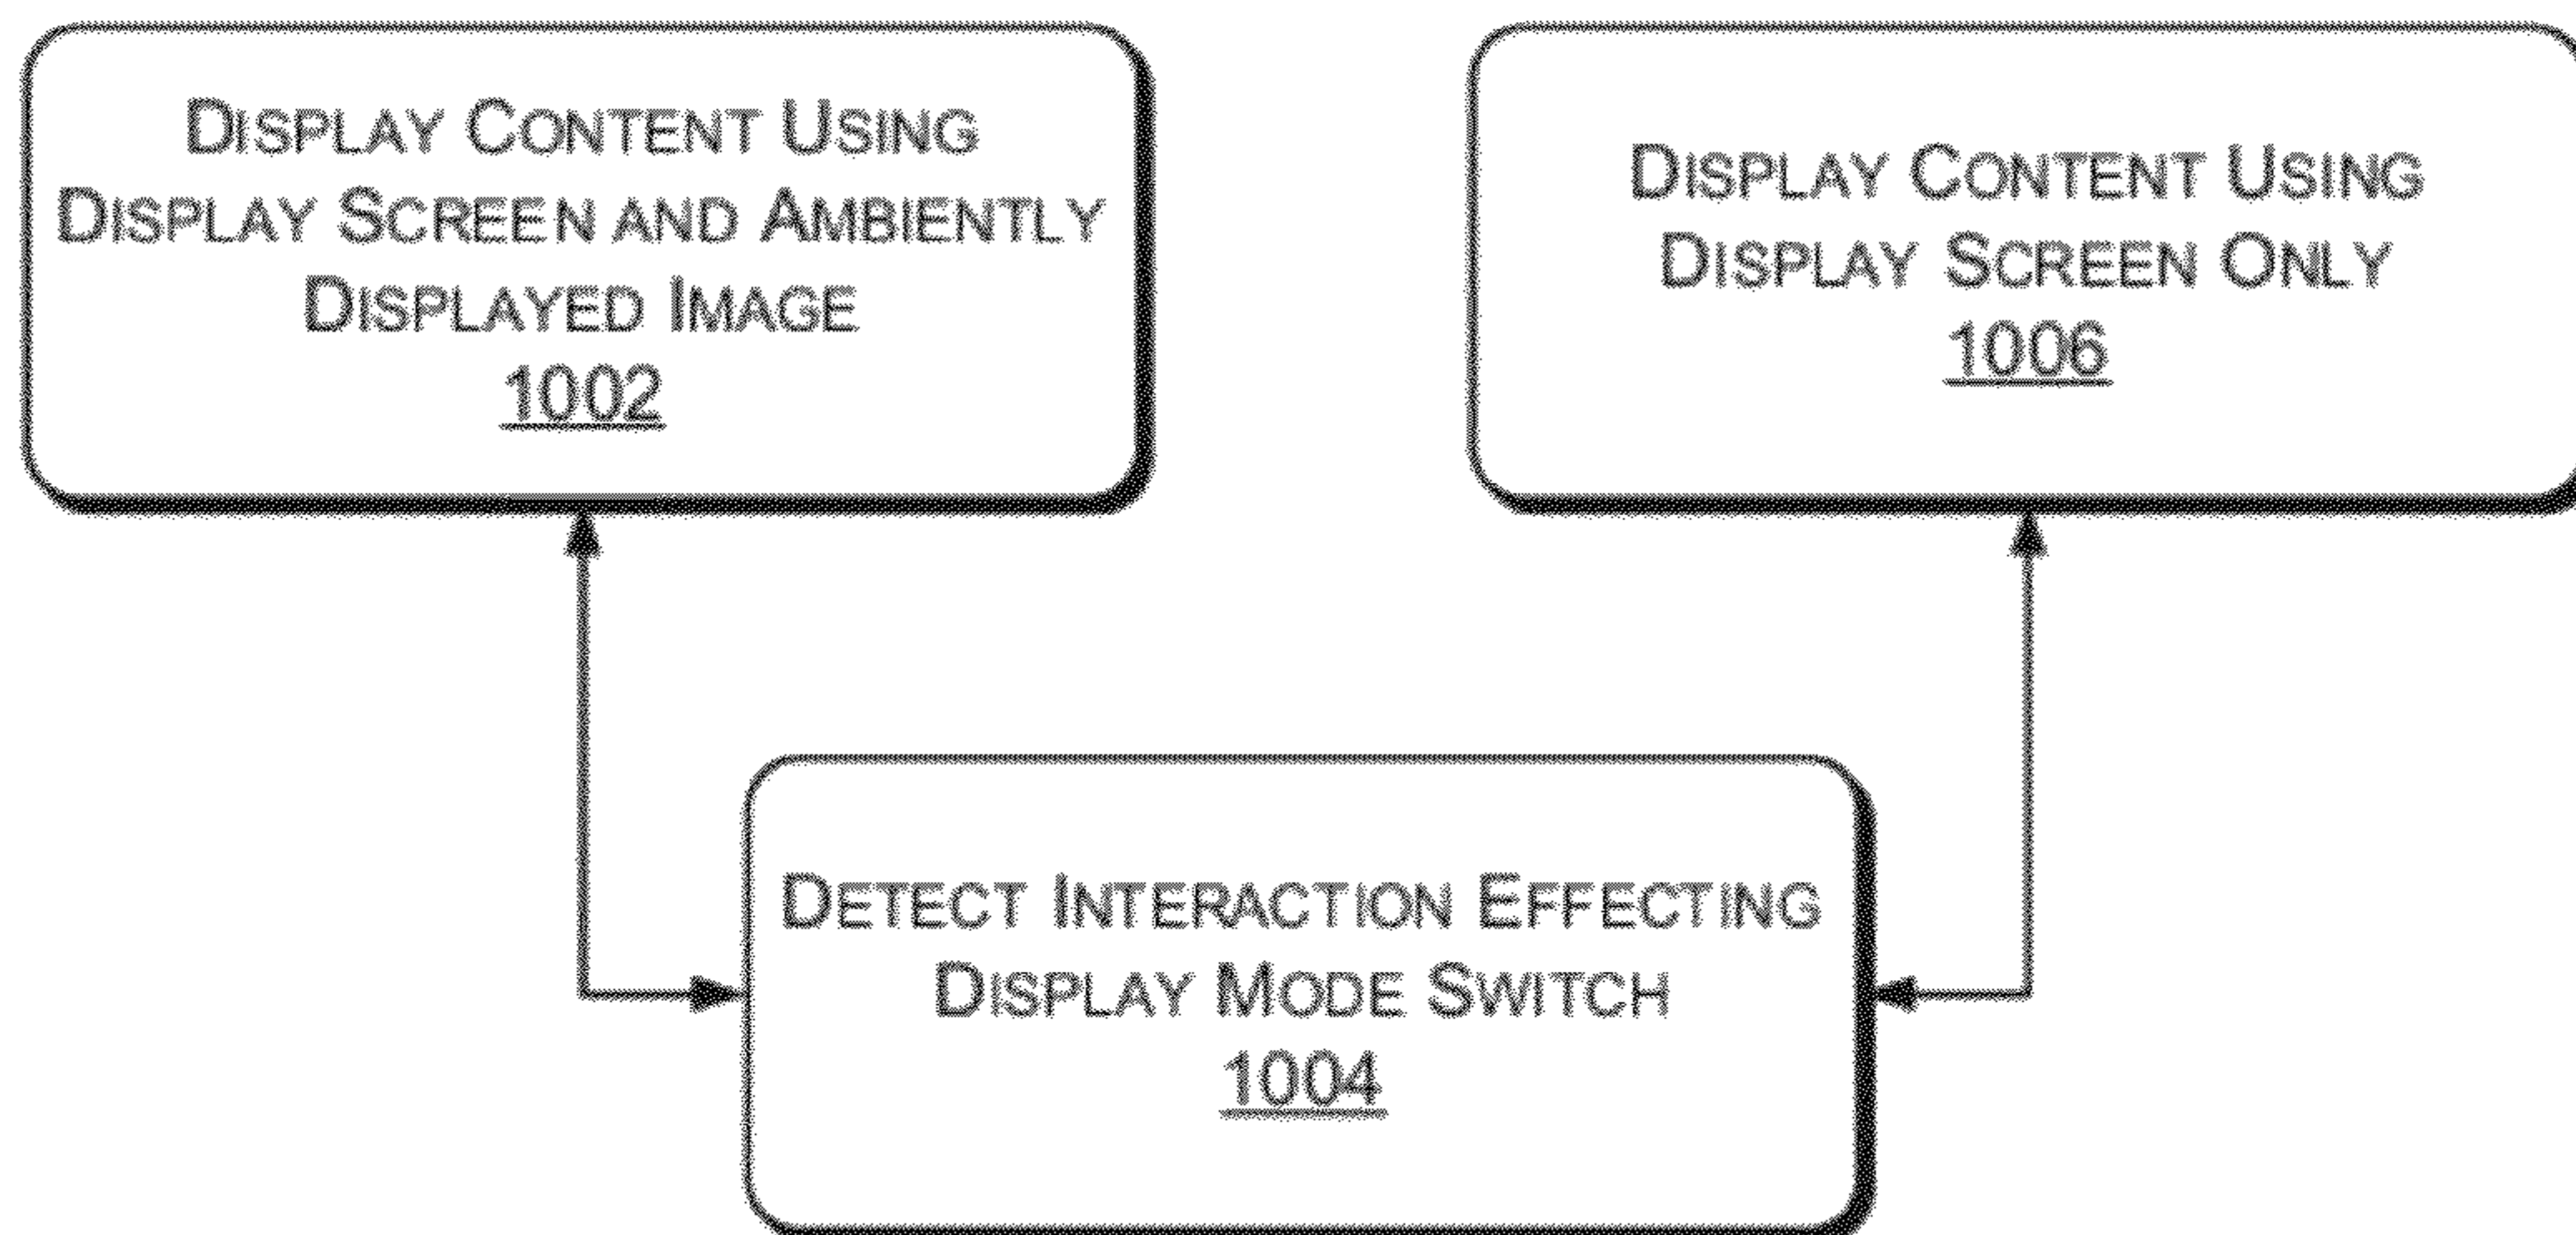 DISPLAY CONTENT USING
DISPLAY SCREEN AND AMBIENTLY
DISPLAYED IMAGE
1002
DISPLAY CONTENT USING
DISPLAY SCREEN ONLY
1006
DETECT INTERACTION EFFECTING
DISPLAY MODE SWITCH
1004